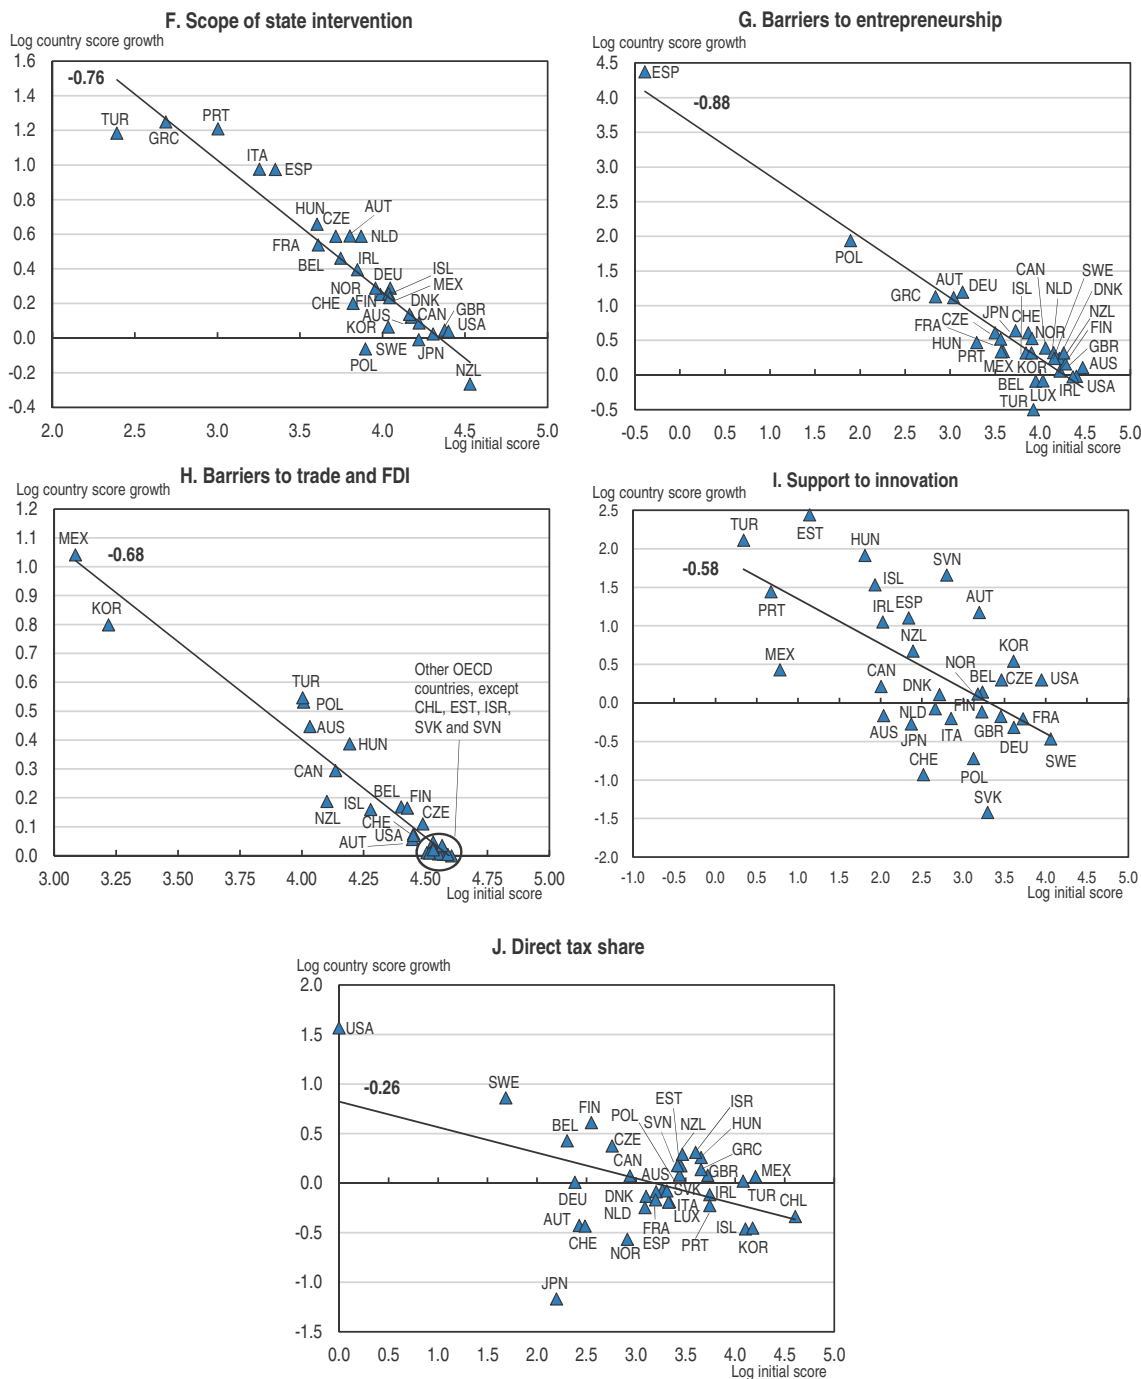 F. Scope of state intervention
Log country score growth
1.6
1.4
1.2
1.0
0.8
0.6
0.4
0.2
0.0
-0.2
-0.4
-0.76
TUR
GRC
PRT
ITA
ESP
HUN
CZE
AUT
NLD
FRA
BEL
IRL
DEU
ISL
MEX
NOR
FIN
CHE
DNK
AUS
CAN
GBR
USA
KOR
SWE
JPN
POL
NZL
2.0 2.5 3.0 3.5 4.0 4.5 5.0
Log initial score
G. Barriers to entrepreneurship
Log country score growth
4.5
4.0
3.5
3.0
2.5
2.0
1.5
1.0
0.5
0.0
-0.5
ESP
-0.88
POL
GRC
AUT
DEU
CAN
SWE
ISL
NLD
DNK
JPN
CHE
NZL
CZE
FRA
NOR
FIN
HUN
GBR
PRT
MEX
KOR
AUS
BEL
LUX
IRL
USA
TUR
-0.5 0.0 0.5 1.0 1.5 2.0 2.5 3.0 3.5 4.0 4.5 5.0
Log initial score
H. Barriers to trade and FDI
Log country score growth
1.2
1.1
1.0
0.9
0.8
0.7
0.6
0.5
0.4
0.3
0.2
0.1
0.0
MEX
-0.68
KOR
Other OECD
countries, except
CHL, EST, ISR,
SVK and SVN
TUR
POL
AUS
HUN
CAN
NZL
ISL
BEL
FIN
CHE
CZE
USA
AUT
3.00 3.25 3.50 3.75 4.00 4.25 4.50 4.75 5.00
Log initial score
I. Support to innovation
Log country score growth
2.5
2.0
1.5
1.0
0.5
0.0
-0.5
-1.0
-1.5
-2.0
TUR
EST
HUN
SVN
-0.58
PRT
ISL
AUT
IRL
ESP
NZL
KOR
MEX
CAN
NOR
BEL
CZE
USA
DNK
FIN
NLD
AUS
JPN
ITA
GBR
FRA
DEU
SWE
CHE
POL
SVK
-1.0 -0.5 0.0 0.5 1.0 1.5 2.0 2.5 3.0 3.5 4.0 4.5 5.0
Log initial score
J. Direct tax share
Log country score growth
2.0
1.5
1.0
0.5
0.0
-0.5
-1.0
-1.5
USA
-0.26
SWE
FIN
BEL
CZE
POL
EST
SVN
NZL
ISR
HUN
GRC
CAN
AUS
GBR
MEX
DEU
DNK
SVK
IRL
TUR
CHL
NLD
ITA
LUX
AUT
CHE
FRA
ESP
NOR
PRT
ISL
KOR
JPN
0.0 0.5 1.0 1.5 2.0 2.5 3.0 3.5 4.0 4.5 5.0
Log initial score